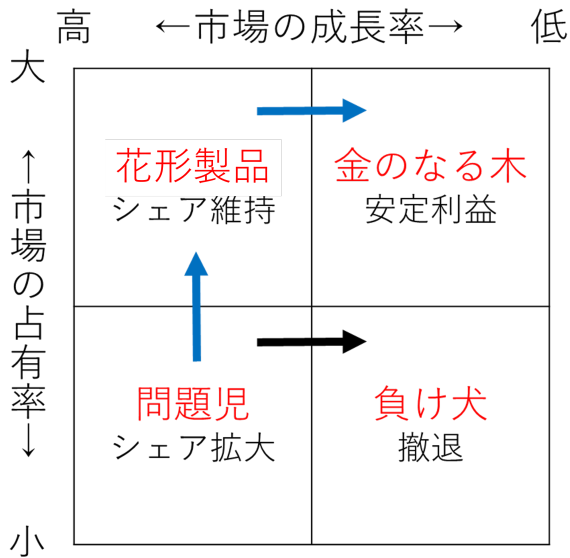 高 ←市場の成長率→ 低
大
←市場の占有率→
小
花形製品
シェア維持
金のなる木
安定利益
問題児
シェア拡大
負け犬
撤退